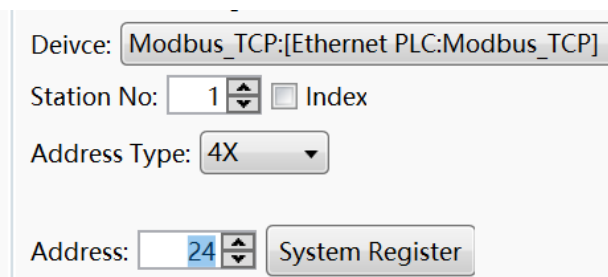 Deivce: Modbus_TCP:[Ethernet PLC:Modbus_TCP]
Station No: 1 Index
Address Type: 4X
Address: 24 System Register